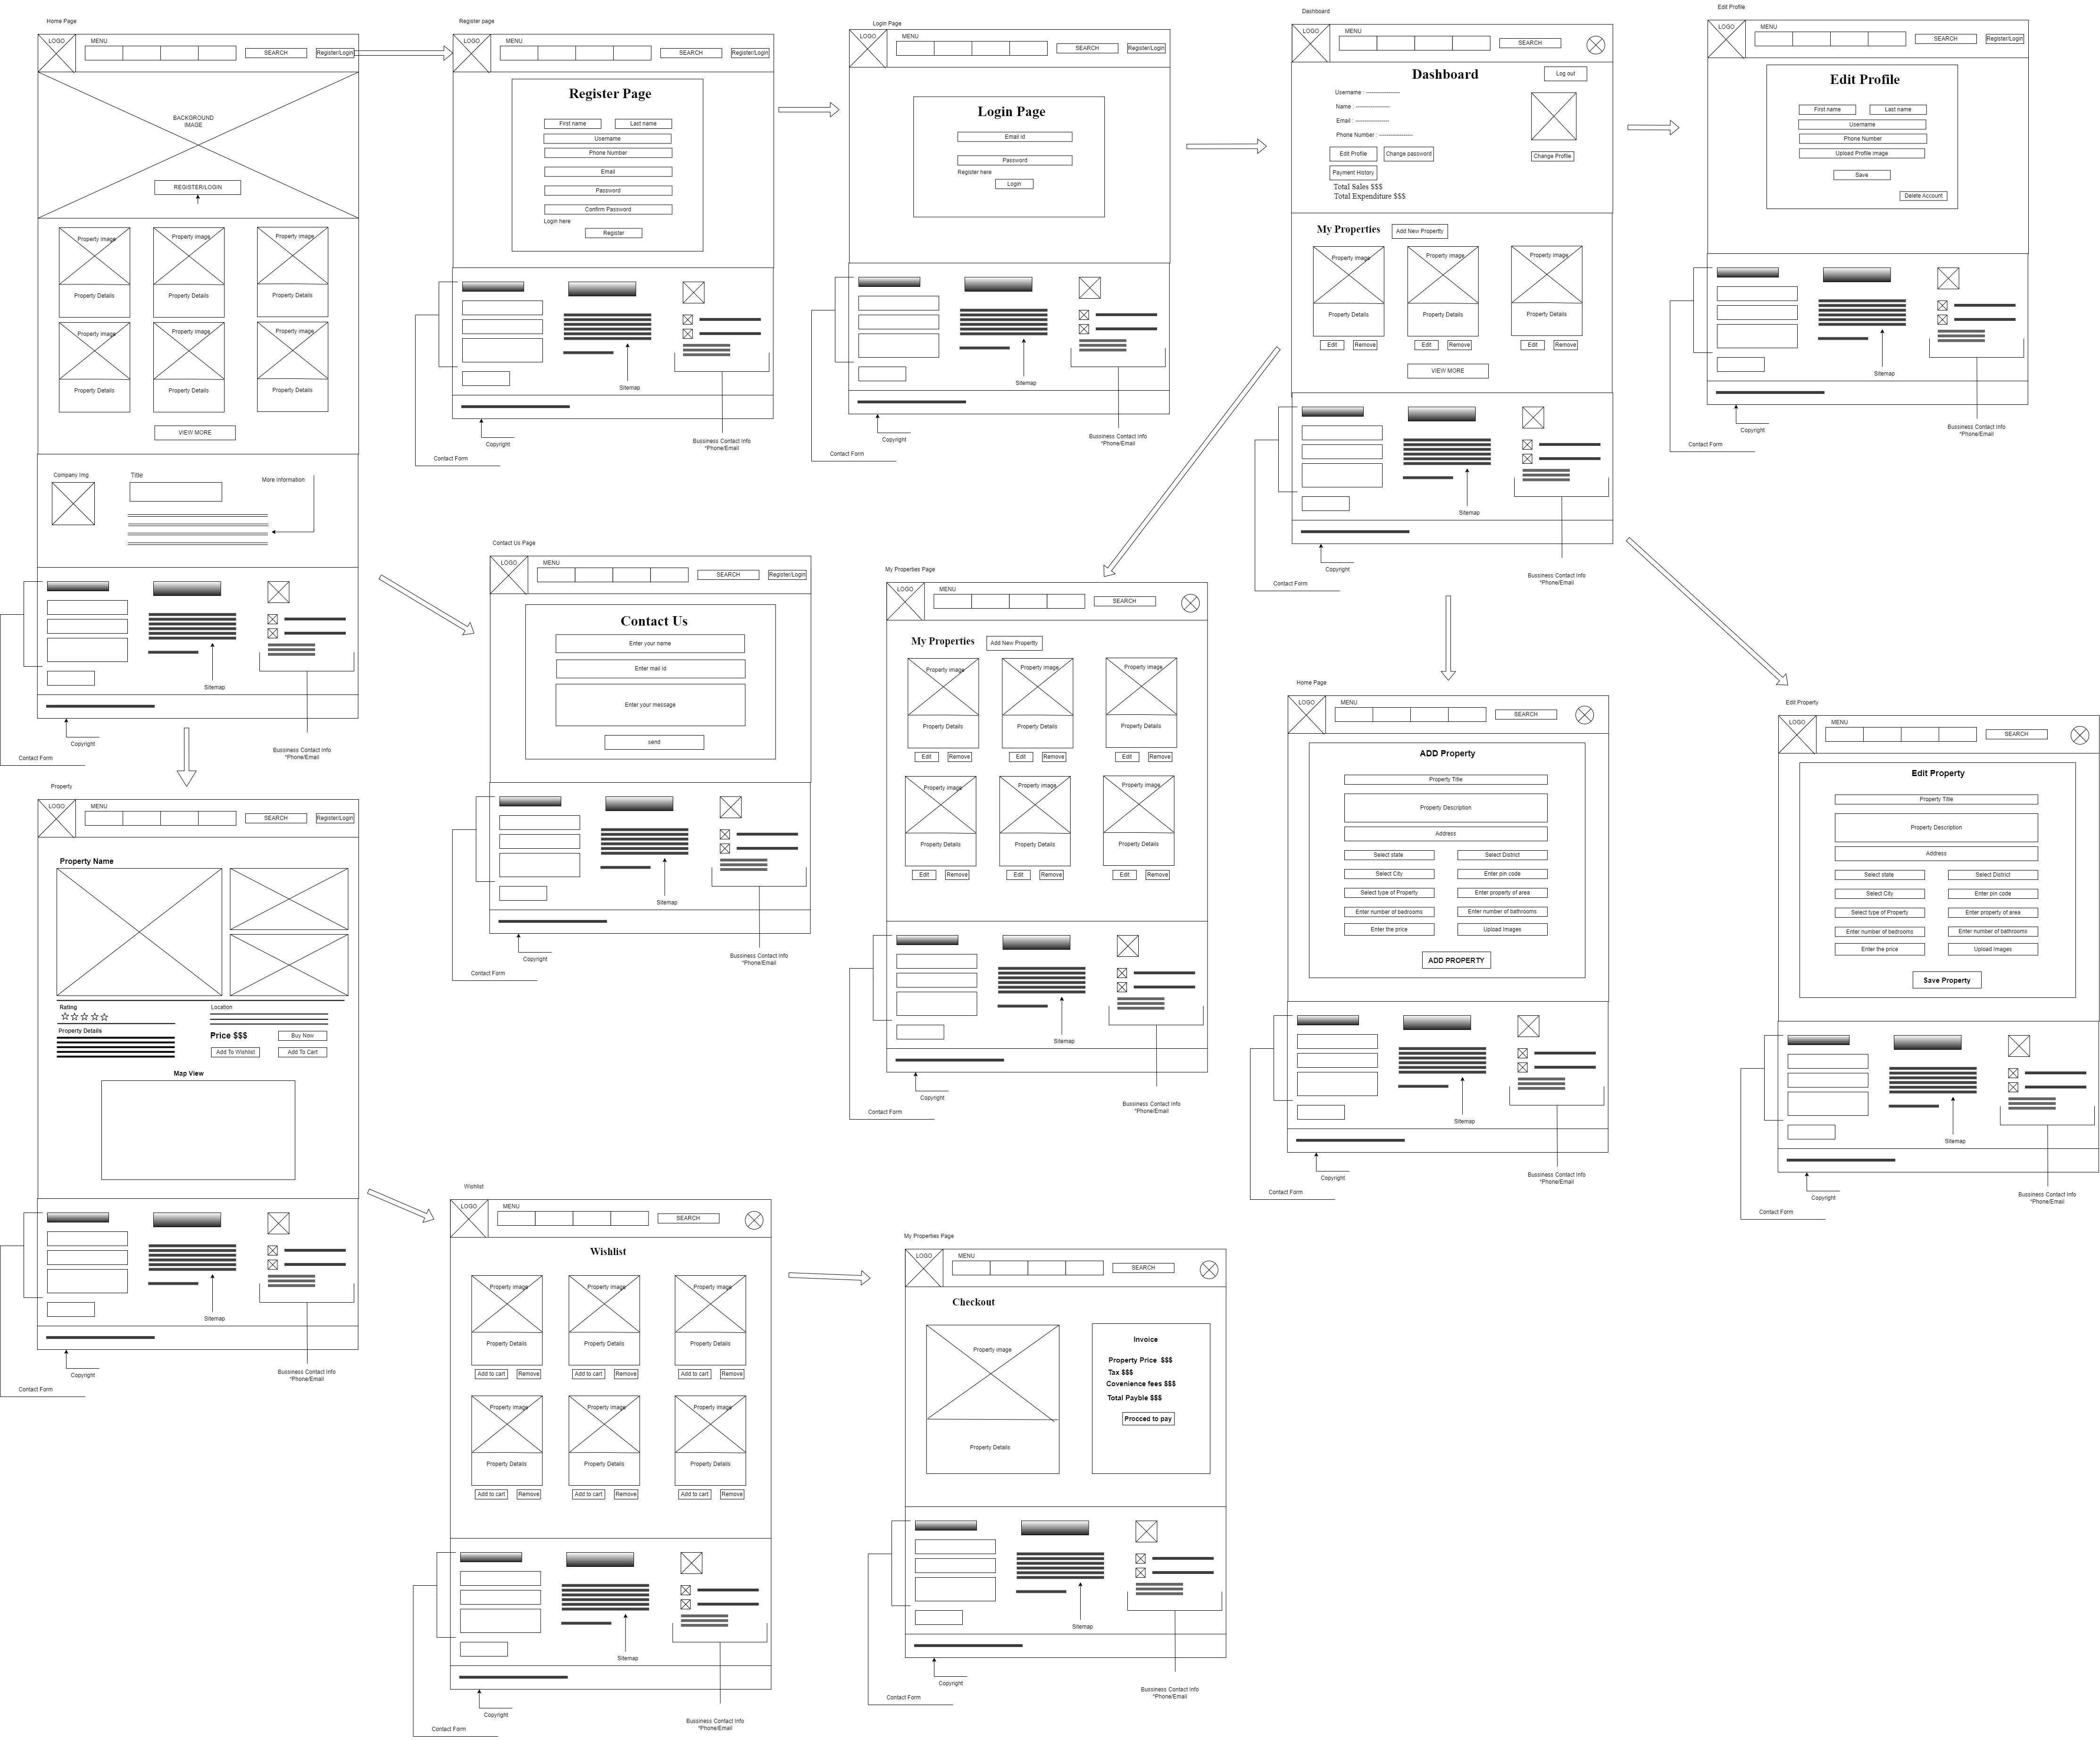 Home Page
LOGO
MENU
SEARCH
Register/Login
BACKGROUND
IMAGE
REGISTER/LOGIN
Property image
Property image
Property image
Property Details
Property Details
Property Details
Property image
Property image
Property image
Property Details
Property Details
Property Details
VIEW MORE
Company Img
Title
More Information
Sitemap
Copyright
Bussiness Contact Info
*Phone/Email
Contact Form
Register page
LOGO
MENU
SEARCH
Register/Login
Register Page
First name
Last name
Username
Phone Number
Email
Password
Confirm Password
Login here
Register
Sitemap
Copyright
Bussiness Contact Info
*Phone/Email
Contact Form
Login Page
LOGO
MENU
SEARCH
Register/Login
Login Page
Email id
Password
Register here
Login
Sitemap
Copyright
Bussiness Contact Info
*Phone/Email
Contact Form
Dashboard
LOGO
MENU
SEARCH
Dashboard
Log out
Username : -----------------
Name : -----------------
Email : -----------------
Phone Number : -----------------
Change Profile
Edit Profile
Change password
Payment History
Total Sales $$$
Total Expenditure $$$
My Properties
Add New Propertty
Property image
Property image
Property image
Property Details
Property Details
Property Details
Edit
Remove
Edit
Remove
Edit
Remove
VIEW MORE
Sitemap
Copyright
Bussiness Contact Info
*Phone/Email
Contact Form
Edit Profile
LOGO
MENU
SEARCH
Register/Login
Edit Profile
First name
Last name
Username
Phone Number
Upload Profile image
Save
Delete Account
Sitemap
Copyright
Bussiness Contact Info
*Phone/Email
Contact Form
Contact Us Page
LOGO
MENU
SEARCH
Register/Login
Contact Us
Enter your name
Enter mail id
Enter your message
send
Sitemap
Copyright
Bussiness Contact Info
*Phone/Email
Contact Form
My Properties Page
LOGO
MENU
SEARCH
My Properties
Add New Propertty
Property image
Property image
Property image
Property Details
Property Details
Property Details
Edit
Remove
Edit
Remove
Edit
Remove
Property image
Property image
Property image
Property Details
Property Details
Property Details
Edit
Remove
Edit
Remove
Edit
Remove
Sitemap
Copyright
Bussiness Contact Info
*Phone/Email
Contact Form
Home Page
LOGO
MENU
SEARCH
ADD Property
Property Title
Property Description
Address
Select state
Select District
Select City
Enter pin code
Select type of Property
Enter property of area
Enter number of bedrooms
Enter number of bathrooms
Enter the price
Upload Images
ADD PROPERTY
Sitemap
Copyright
Bussiness Contact Info
*Phone/Email
Contact Form
Edit Property
LOGO
MENU
SEARCH
Edit Property
Property Title
Property Description
Address
Select state
Select District
Select City
Enter pin code
Select type of Property
Enter property of area
Enter number of bedrooms
Enter number of bathrooms
Enter the price
Upload Images
Save Property
Sitemap
Copyright
Bussiness Contact Info
*Phone/Email
Contact Form
Property
LOGO
MENU
SEARCH
Register/Login
Property Name
Rating
Location
Property Details
Price $$$
Buy Now
Add To Wishlist
Add To Cart
Map View
Sitemap
Copyright
Bussiness Contact Info
*Phone/Email
Contact Form
Wishlist
LOGO
MENU
SEARCH
Wishlist
Property image
Property image
Property image
Property Details
Property Details
Property Details
Add to cart
Remove
Add to cart
Remove
Add to cart
Remove
Property image
Property image
Property image
Property Details
Property Details
Property Details
Add to cart
Remove
Add to cart
Remove
Add to cart
Remove
Sitemap
Copyright
Bussiness Contact Info
*Phone/Email
Contact Form
My Properties Page
LOGO
MENU
SEARCH
Checkout
Property image
Property Details
Invoice
Property Price $$$
Tax $$$
Covenience fees $$$
Total Payble $$$
Procced to pay
Sitemap
Copyright
Bussiness Contact Info
*Phone/Email
Contact Form